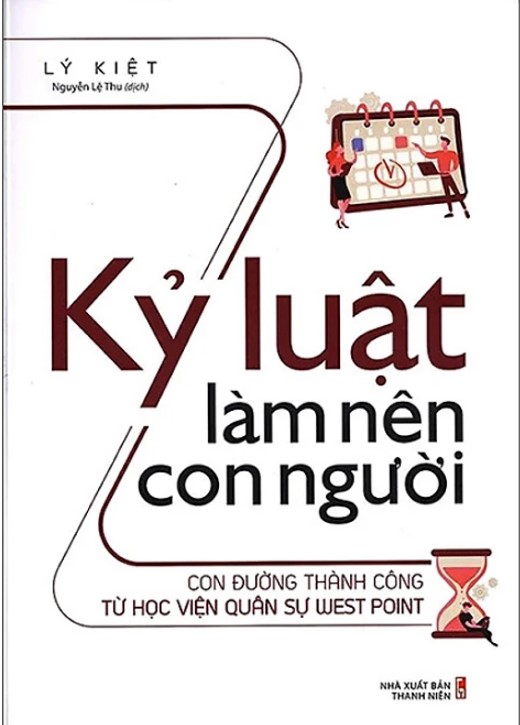 LÝ KIỆT
Nguyễn Lệ Thu (dịch)
Kỷ luật
làm nên
con người
CON ĐƯỜNG THÀNH CÔNG
TỪ HỌC VIỆN QUÂN SỰ WEST POINT
NHÀ XUẤT BẢN
THANH NIÊN